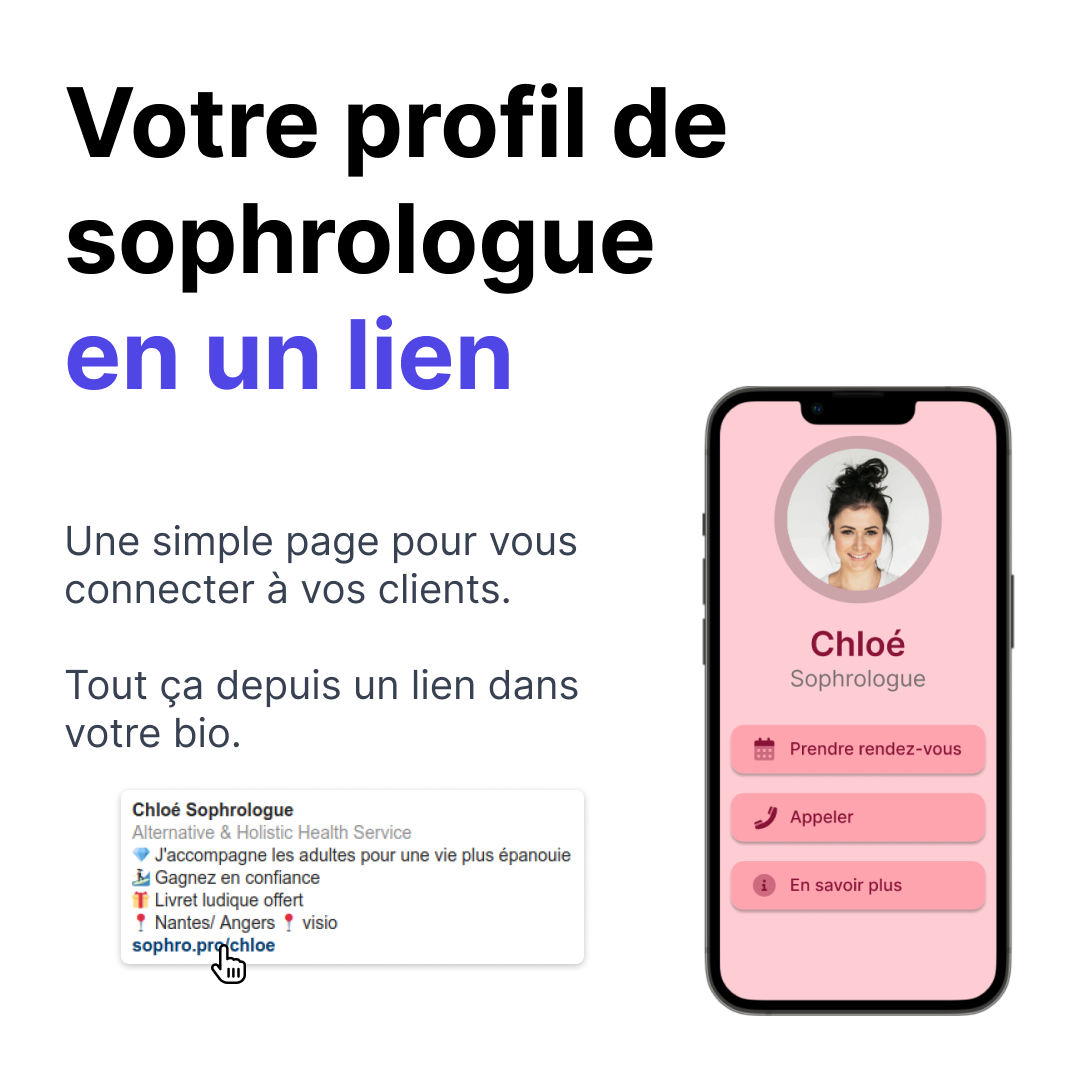 Votre profil de
sophrologue
en un lien
Une simple page pour vous
connecter à vos clients.
Tout ça depuis un lien dans
votre bio.
Chloé Sophrologue
Alternative & Holistic Health Service
💎 J'accompagne les adultes pour une vie plus épanouie
🏄 Gagnez en confiance
🎁 Livret ludique offert
📍 Nantes/ Angers 📍 visio
sophro.pro/chloe
Chloé
Sophrologue
Prendre rendez-vous
Appeler
En savoir plus